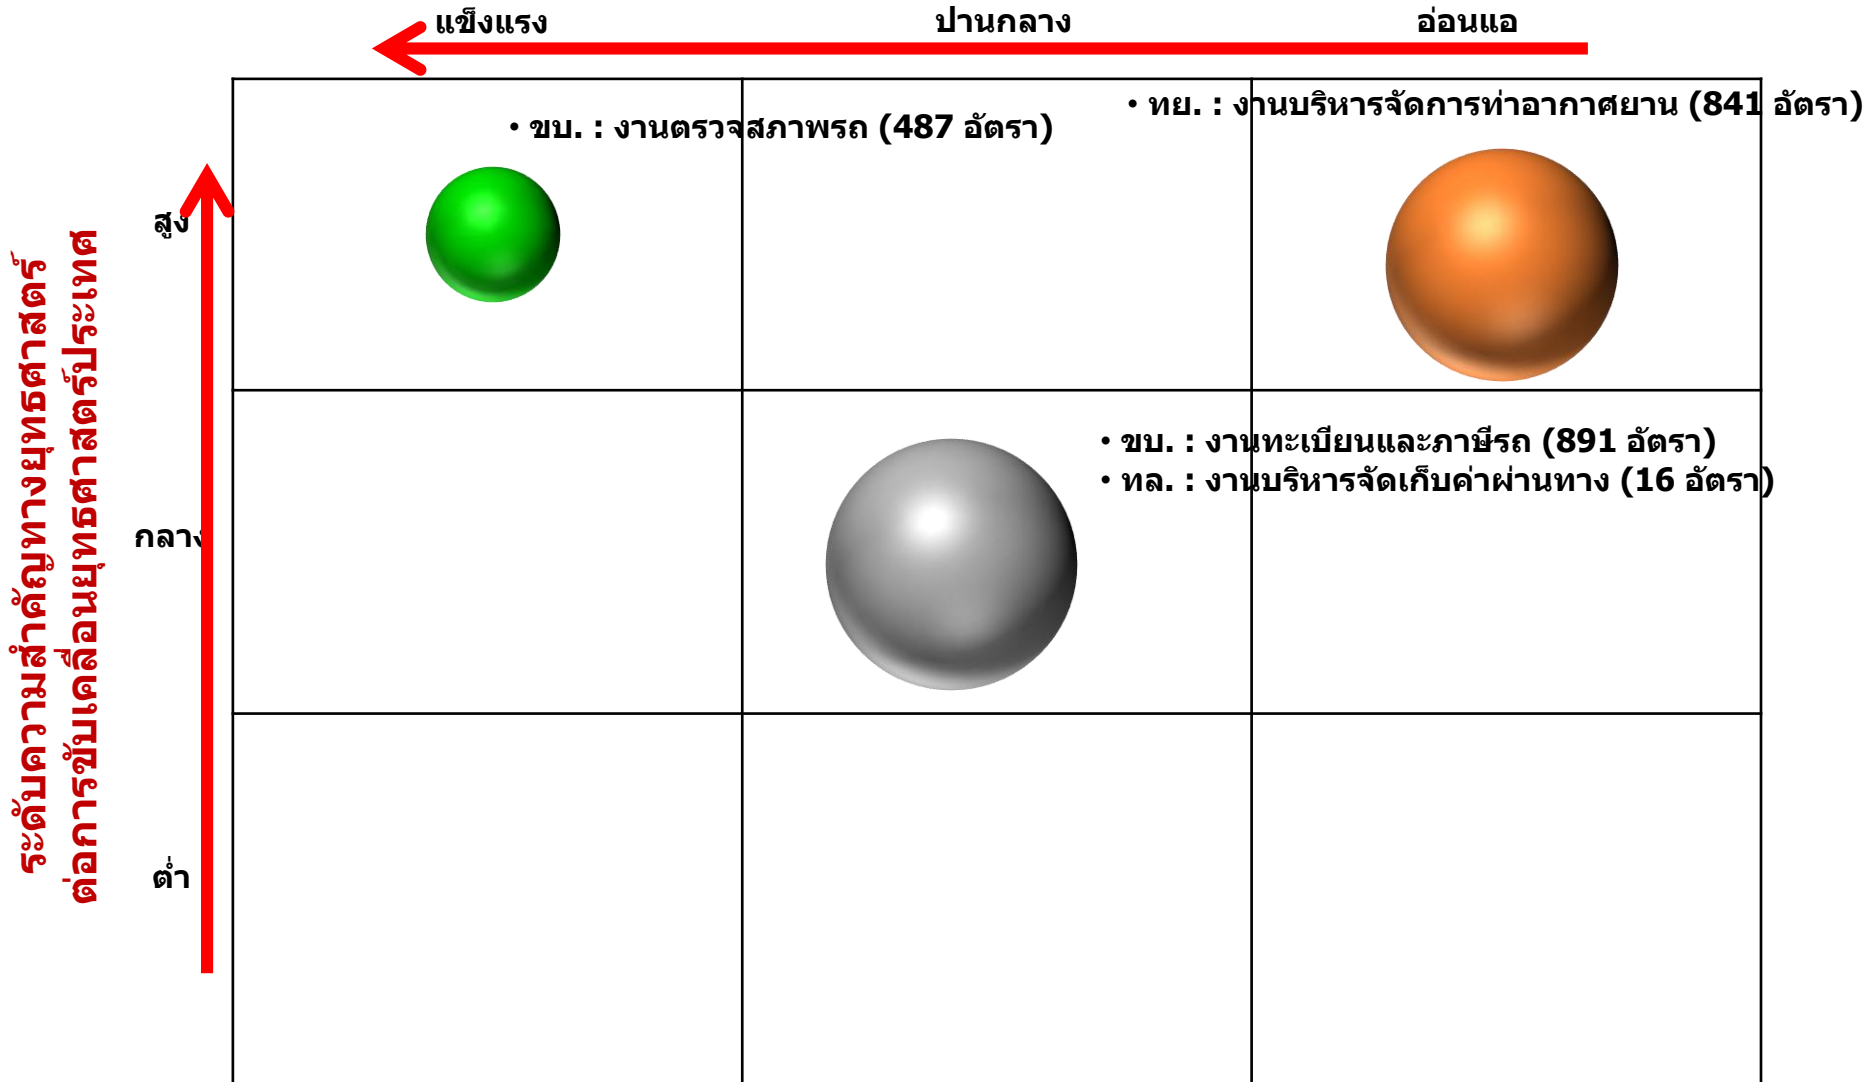 แข็งแรง
ปานกลาง
อ่อนแอ
• ขบ. : งานตรวจสภาพรถ (487 อัตรา)
• ทย. : งานบริหารจัดการท่าอากาศยาน (841 อัตรา)
สูง
ระดับความสำคัญทางยุทธศาสตร์
ต่อการขับเคลื่อนยุทธศาสตร์ประเทศ
• ขบ. : งานทะเบียนและภาษีรถ (891 อัตรา)
• ทล. : งานบริหารจัดเก็บค่าผ่านทาง (16 อัตรา)
กลาง
ต่ำ